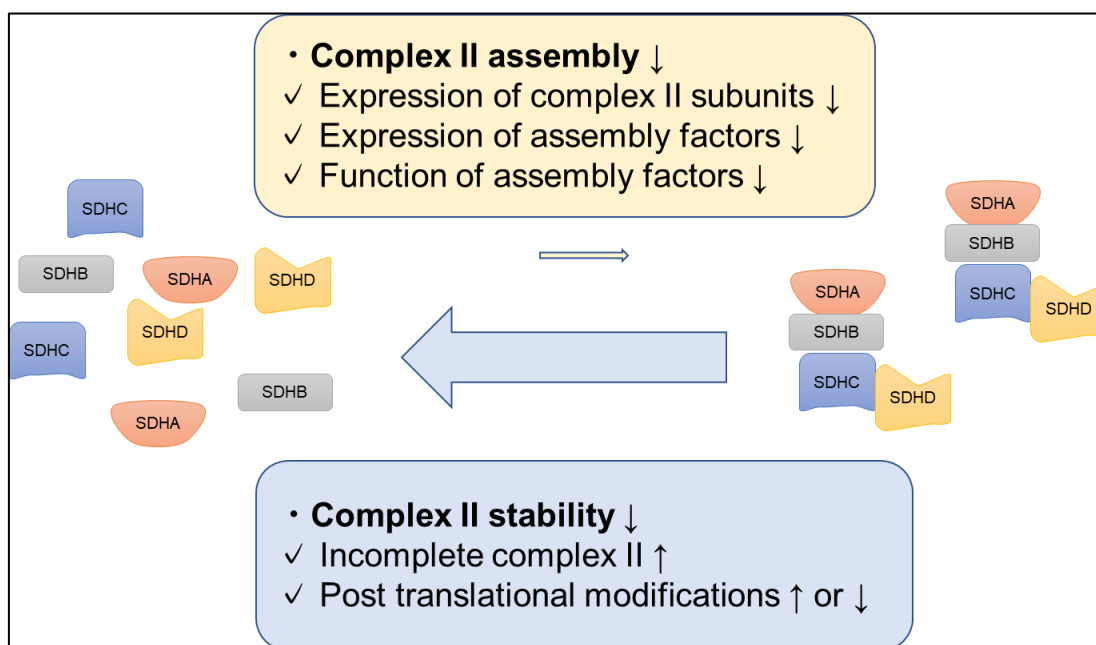 ・Complex II assembly ↓
✓ Expression of complex II subunits ↓
✓ Expression of assembly factors ↓
✓ Function of assembly factors ↓
SDHC
SDHB
SDHA
SDHD
SDHD
SDHC
SDHB
SDHA
SDHA
SDHB
SDHC
SDHD
SDHA
SDHB
SDHC
SDHD
・Complex II stability ↓
✓ Incomplete complex II ↑
✓ Post translational modifications ↑ or ↓